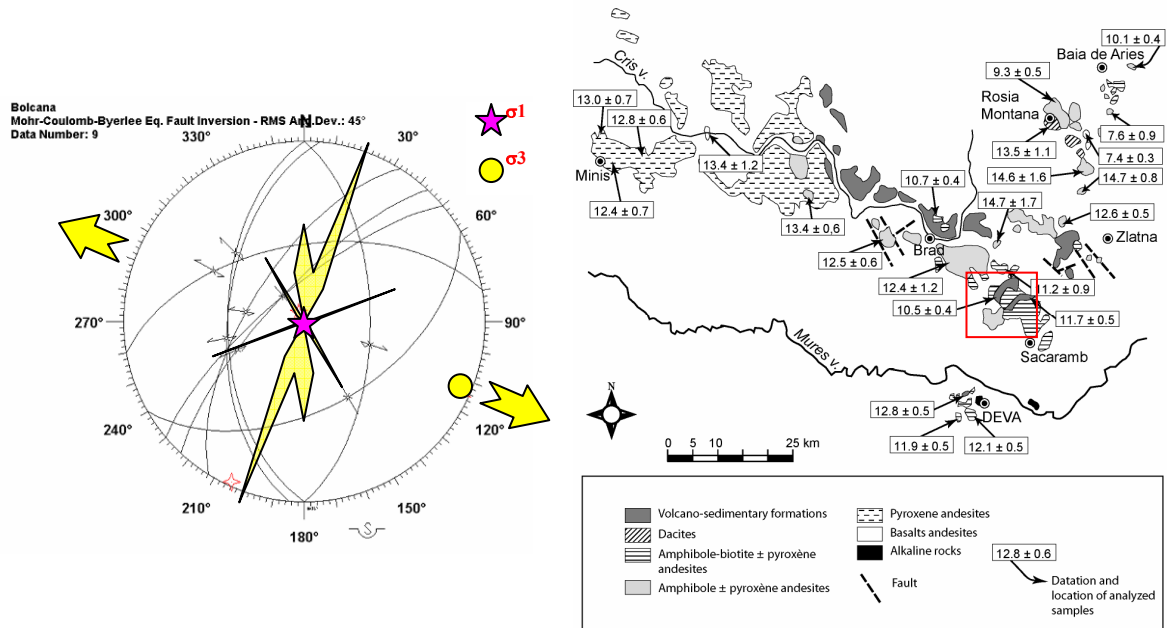 Bolcana
Mohr-Coulomb-Byerlee Eq. Fault Inversion - RMS Ang.Dev.: 45°
Data Number: 9
N
330°
30°
300°
60°
270°
90°
240°
120°
210°
150°
180°
S
σ1
σ3
Cris v.
10.1 ± 0.4
Baia de Aries
9.3 ± 0.5
Rosia
Montana
13.0 ± 0.7
12.8 ± 0.6
7.6 ± 0.9
13.5 ± 1.1
7.4 ± 0.3
13.4 ± 1.2
14.6 ± 1.6
14.7 ± 0.8
Minis
10.7 ± 0.4
14.7 ± 1.7
12.4 ± 0.7
12.6 ± 0.5
13.4 ± 0,6
Zlatna
Brad
12.5 ± 0.6
12.4 ± 1.2
11.2 ± 0.9
10.5 ± 0.4
11.7 ± 0.5
Mures v.
Sacaramb
N
12.8 ± 0.5
DEVA
11.9 ± 0.5
12.1 ± 0.5
0 5 10 25 km
Volcano-sedimentary formations
Dacites
Amphibole-biotite ± pyroxène
andesites
Amphibole ± pyroxène andesites
Pyroxene andesites
Basalts andesites
Alkaline rocks
Fault
12.8 ± 0.6
Datation and
location of analyzed
samples